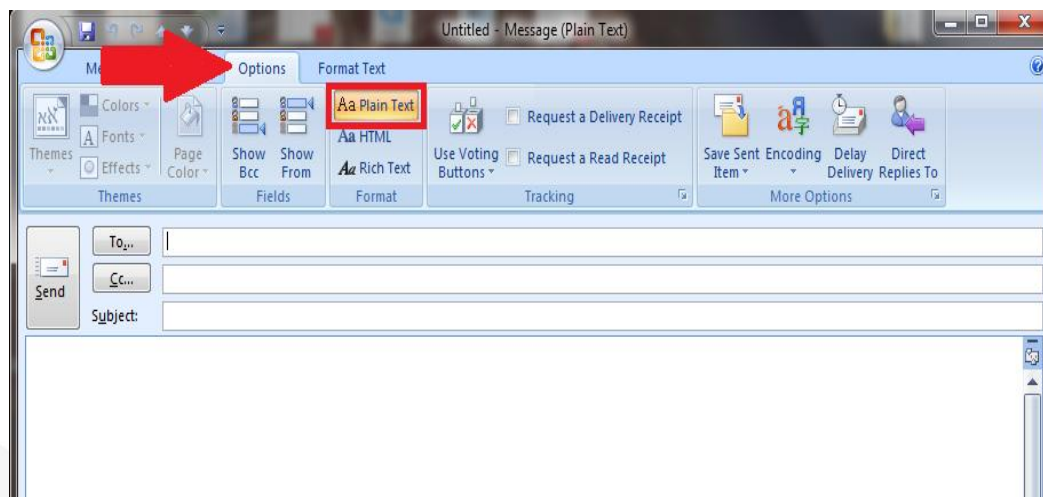 Untitled - Message (Plain Text)
Me Options Format Text
Colors
Fonts
Effects
Themes
Page Color
Themes
Show Bcc
Show From
Fields
Aa Plain Text
Aa HTML
Aa Rich Text
Format
Use Voting Buttons
Request a Delivery Receipt
Request a Read Receipt
Tracking
Save Sent Item
Encoding
Delay Delivery
Direct Replies To
More Options
Send
To...
Cc...
Subject: